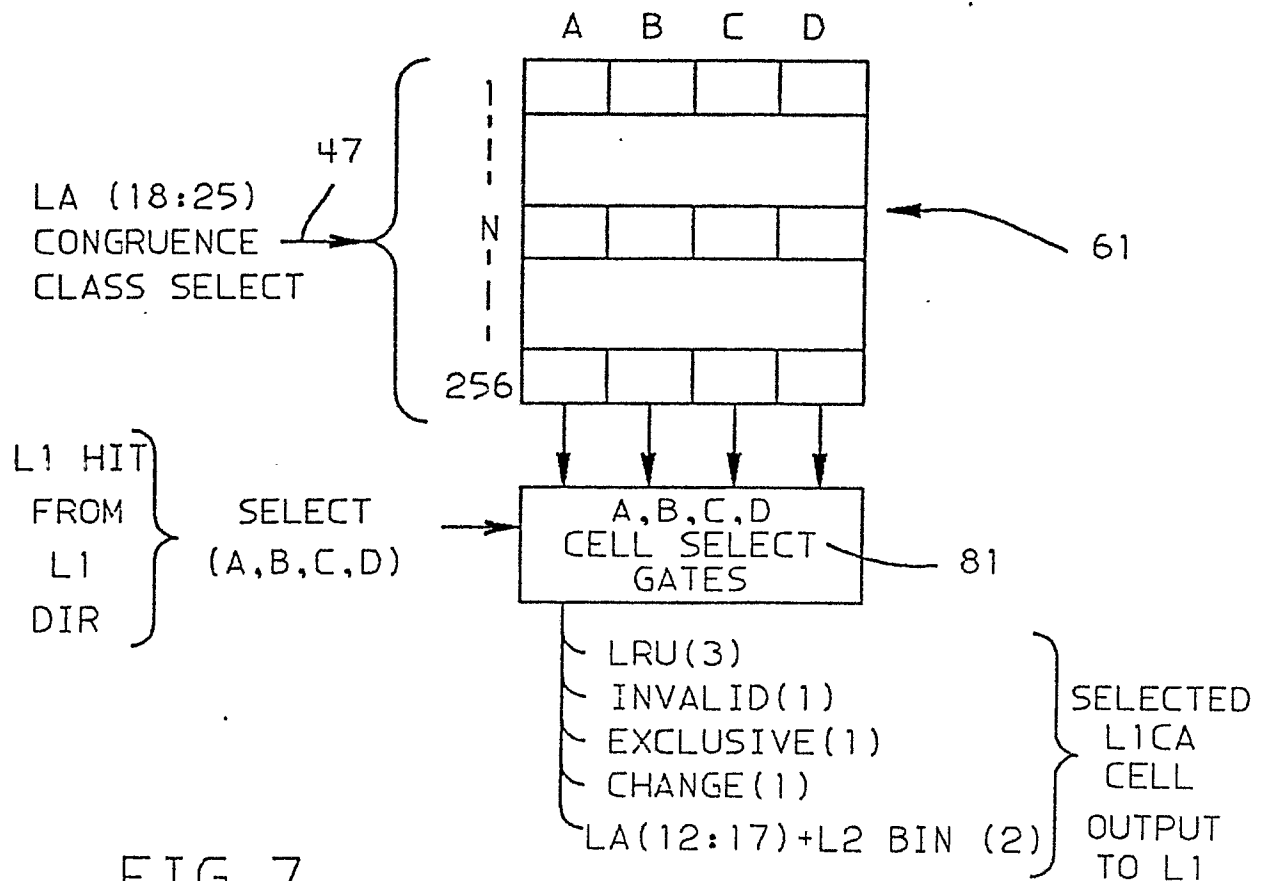 A B C D
1
47
LA (18:25)
CONGRUENCE
CLASS SELECT
N
61
256
L1 HIT
FROM
L1
DIR
SELECT
(A,B,C,D)
A,B,C,D
CELL SELECT
GATES
81
LRU(3)
INVALID(1)
EXCLUSIVE(1)
CHANGE(1)
LA(12:17)+L2 BIN (2)
SELECTED
L1CA
CELL
OUTPUT
TO L1
FIG 7